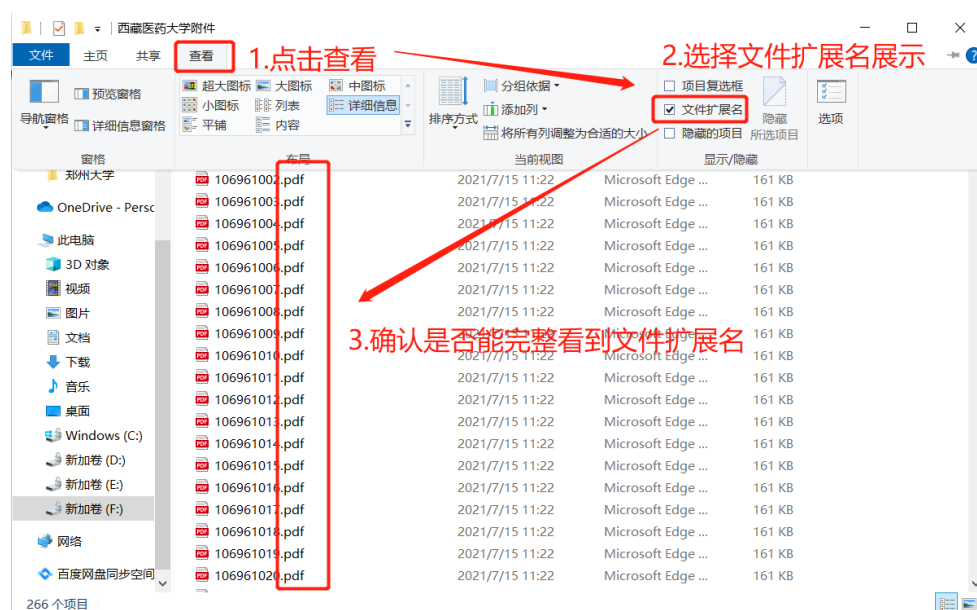 西藏医药大学附件
文件 主页 共享 查看
1.点击查看
2.选择文件扩展名展示
导航窗格
预览窗格
详细信息窗格
窗格
超大图标 大图标 中图标
小图标 列表 详细信息
平铺 内容
布局
排序方式
分组依据
添加列
将所有列调整为合适的大小
当前视图
项目复选框
文件扩展名
隐藏的项目
隐藏
所选项目
显示/隐藏
选项
郑州大学
OneDrive - Persc
此电脑
3D 对象
视频
图片
文档
下载
音乐
桌面
Windows (C:)
新加卷 (D:)
新加卷 (E:)
新加卷 (F:)
网络
百度网盘同步空间
106961002.pdf 2021/7/15 11:22 Microsoft Edge ... 161 KB
106961003.pdf 2021/7/15 11:22 Microsoft Edge ... 161 KB
106961004.pdf 2021/7/15 11:22 Microsoft Edge ... 161 KB
106961005.pdf 2021/7/15 11:22 Microsoft Edge ... 161 KB
106961006.pdf 2021/7/15 11:22 Microsoft Edge ... 161 KB
106961007.pdf 2021/7/15 11:22 Microsoft Edge ... 161 KB
106961008.pdf 2021/7/15 11:22 Microsoft Edge ... 161 KB
106961009.pdf 2021/7/15 11:22 Microsoft Edge ... 161 KB
3.确认是否能完整看到文件扩展名
106961010.pdf 2021/7/15 11:22 Microsoft Edge ... 161 KB
106961011.pdf 2021/7/15 11:22 Microsoft Edge ... 161 KB
106961012.pdf 2021/7/15 11:22 Microsoft Edge ... 161 KB
106961013.pdf 2021/7/15 11:22 Microsoft Edge ... 161 KB
106961014.pdf 2021/7/15 11:22 Microsoft Edge ... 161 KB
106961015.pdf 2021/7/15 11:22 Microsoft Edge ... 161 KB
106961016.pdf 2021/7/15 11:22 Microsoft Edge ... 161 KB
106961017.pdf 2021/7/15 11:22 Microsoft Edge ... 161 KB
106961018.pdf 2021/7/15 11:22 Microsoft Edge ... 161 KB
106961019.pdf 2021/7/15 11:22 Microsoft Edge ... 161 KB
106961020.pdf 2021/7/15 11:22 Microsoft Edge ... 161 KB
266 个项目